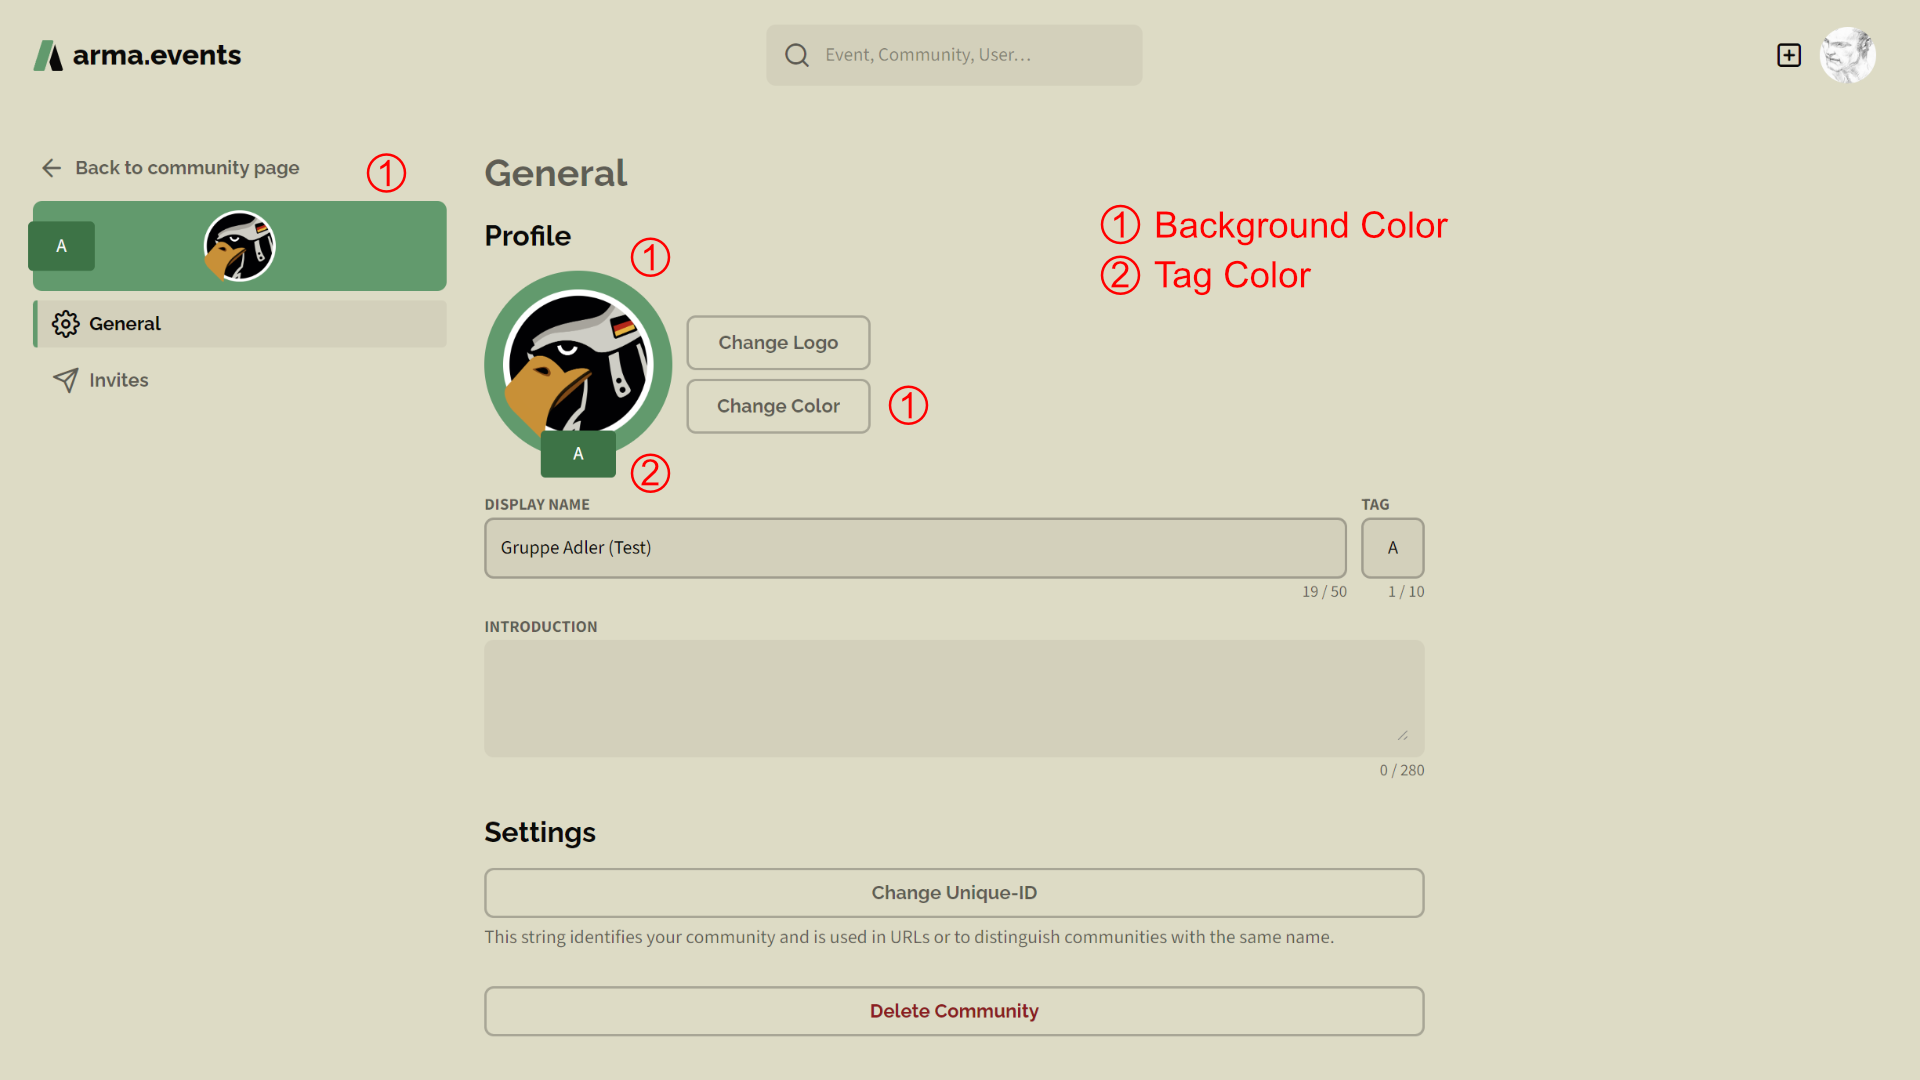 arma.events
Event, Community, User...
Back to community page
①
A
General
Invites
General
Profile
①
A
②
Change Logo
Change Color
①
① Background Color
② Tag Color
DISPLAY NAME
TAG
Gruppe Adler (Test)
A
19 / 50
1 / 10
INTRODUCTION
0 / 280
Settings
Change Unique-ID
This string identifies your community and is used in URLs or to distinguish communities with the same name.
Delete Community